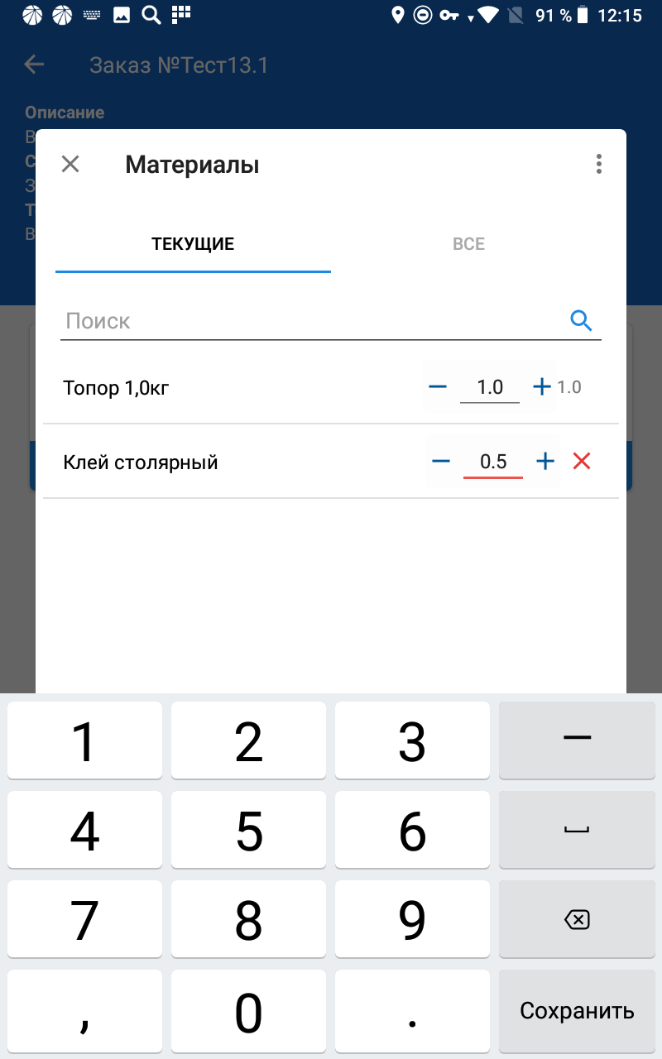 91 % 12:15
Заказ №Тест13.1
Описание
В
С
З
Т
В
Материалы
ТЕКУЩИЕ ВСЕ
Поиск
Топор 1,0кг 1.0 1.0
Клей столярный 0.5
1 2 3 –
4 5 6
7 8 9
, 0 . Сохранить